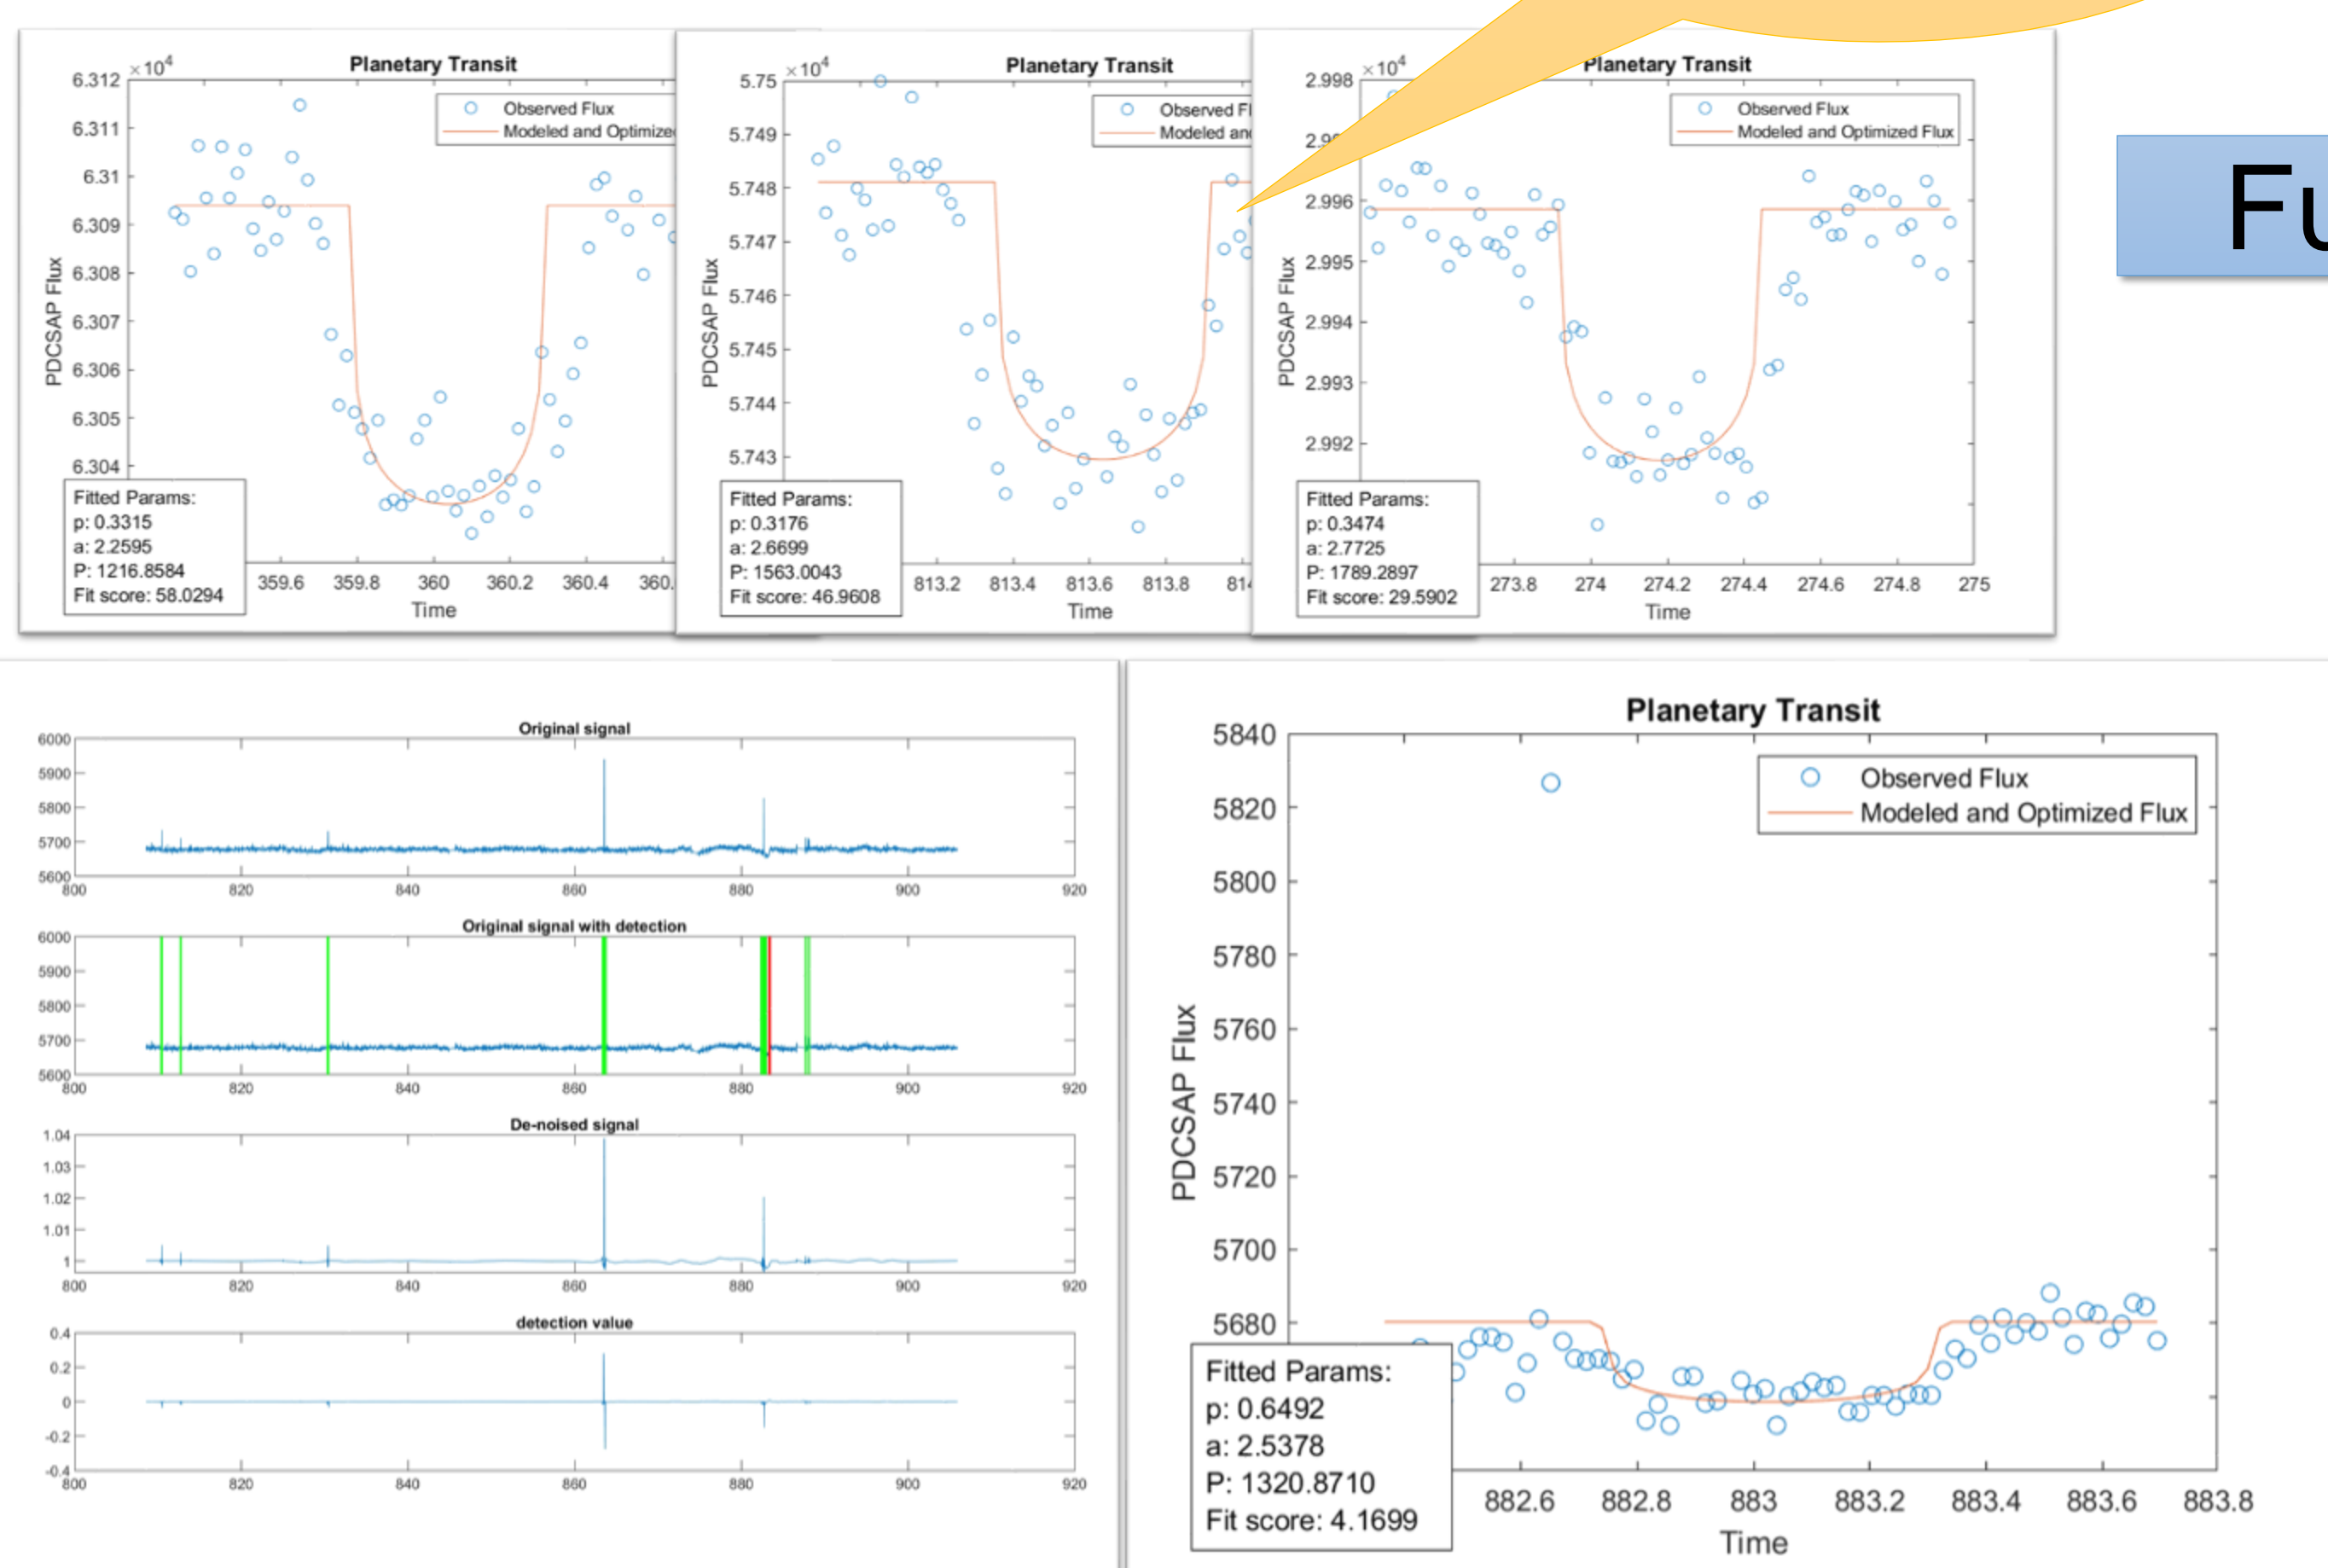 Planetary Transit
×10⁴
6.312
6.311
6.31
6.309
6.308
6.307
6.306
6.305
6.304
PDCSAP Flux
Observed Flux
Modeled and Optimize
Fitted Params:
p: 0.3315
a: 2.2595
P: 1216.8584
Fit score: 58.0294
359.6 359.8 360 360.2 360.4 360.
Time
Planetary Transit
×10⁴
5.75
5.749
5.748
5.747
5.746
5.745
5.744
5.743
PDCSAP Flux
Observed Fl
Modeled an
Fitted Params:
p: 0.3176
a: 2.6699
P: 1563.0043
Fit score: 46.9608
813.2 813.4 813.6 813.8 814
Time
Planetary Transit
×10⁴
2.998
2.996
2.995
2.994
2.993
2.992
PDCSAP Flux
Observed Flux
Modeled and Optimized Flux
Fitted Params:
p: 0.3474
a: 2.7725
P: 1789.2897
Fit score: 29.5902
273.8 274 274.2 274.4 274.6 274.8 275
Time
Fu
Original signal
6000
5900
5800
5700
5600
800 820 840 860 880 900 920
Original signal with detection
6000
5900
5800
5700
5600
800 820 840 860 880 900 920
De-noised signal
1.04
1.03
1.02
1.01
1
800 820 840 860 880 900 920
detection value
0.4
0.2
0
-0.2
-0.4
800 820 840 860 880 900 920
Planetary Transit
5840
5820
5800
5780
5760
5740
5720
5700
5680
PDCSAP Flux
Observed Flux
Modeled and Optimized Flux
Fitted Params:
p: 0.6492
a: 2.5378
P: 1320.8710
Fit score: 4.1699
882.6 882.8 883 883.2 883.4 883.6 883.8
Time